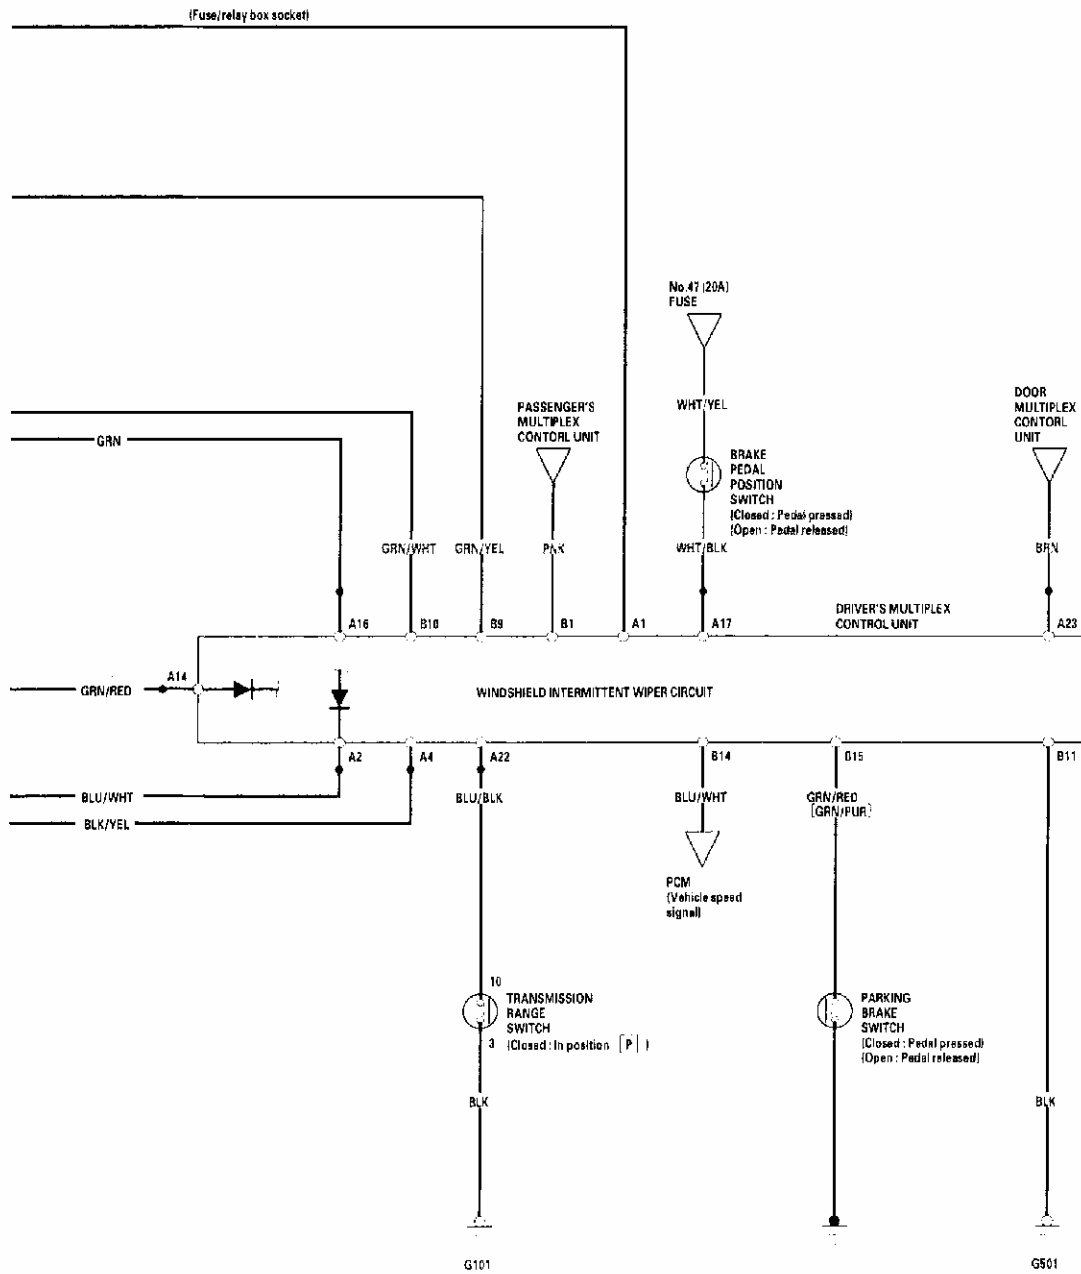 (Fuse/relay box socket)
No.47 (20A)
FUSE
WHT/YEL
PASSENGER'S
MULTIPLEX
CONTORL UNIT
DOOR
MULTIPLEX
CONTORL
UNIT
GRN
BRAKE
PEDAL
POSITION
SWITCH
(Closed : Pedal pressed)
(Open : Pedal released)
GRN/WHT
GRN/YEL
PNK
WHT/BLK
BRN
DRIVER'S MULTIPLEX
CONTROL UNIT
A16
B10
B9
B1
A1
A17
A23
A14
GRN/RED
WINDSHIELD INTERMITTENT WIPER CIRCUIT
A2
A4
A22
B14
B15
B11
BLU/WHT
BLU/BLK
BLU/WHT
GRN/RED
[GRN/PUR]
BLK/YEL
PCM
(Vehicle speed
signal)
10
TRANSMISSION
RANGE
SWITCH
3 (Closed : In position [P] )
PARKING
BRAKE
SWITCH
(Closed : Pedal pressed)
(Open : Pedal released)
BLK
BLK
G101
G501